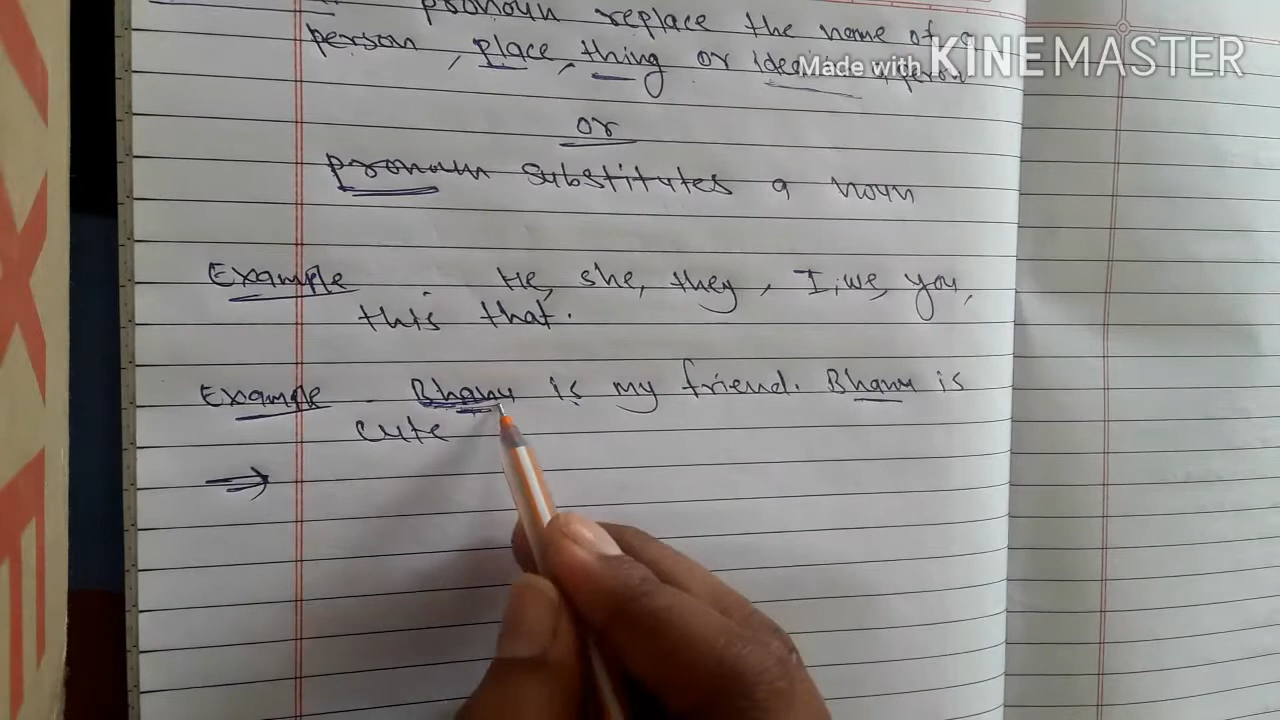 pronoun replace the name of a
person, place, thing or idea
Made with KINEMASTER
or
pronoun substitutes a noun
Example - He, she, they, I, we, you,
this that.
Example - Bhanu is my friend. Bhanu is
cute
⇒